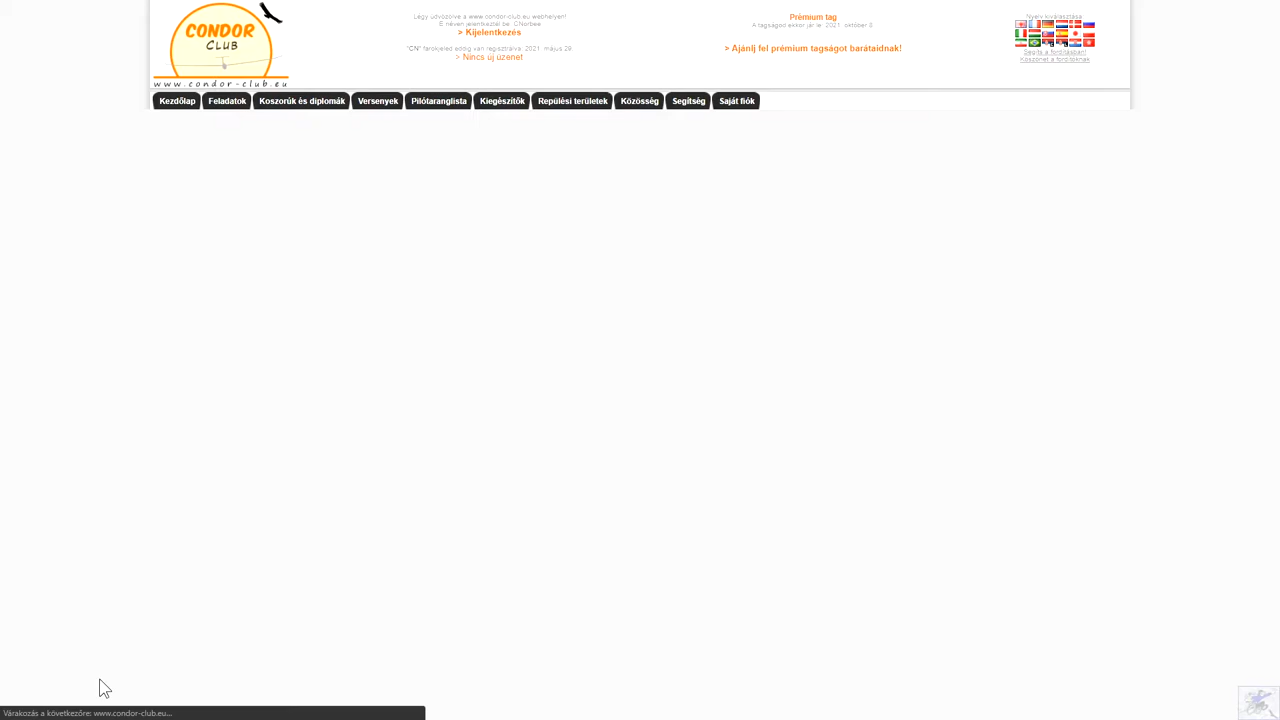 CONDOR
CLUB
www.condor-club.eu
Légy üdvözölve a www.condor-club.eu webhelyen!
E néven jelentkeztél be: CNorbee
> Kijelentkezés
"CN" farokjeled eddig van regisztrálva: 2021. május 28
> Nincs új üzenet
Prémium tag
A tagságod ekkor jár le: 2021. október 8
> Ajánlj fel prémium tagságot barátaidnak!
Nyelv kiválasztása
Segíts a fordításban!
Köszönet a fordítóknak
Kezdőlap Feladatok Koszorúk és diplomák Versenyek Pilótaranglista Kiegészítők Repülési területek Közösség Segítség Saját fiók
Várakozás a következőre: www.condor-club.eu...